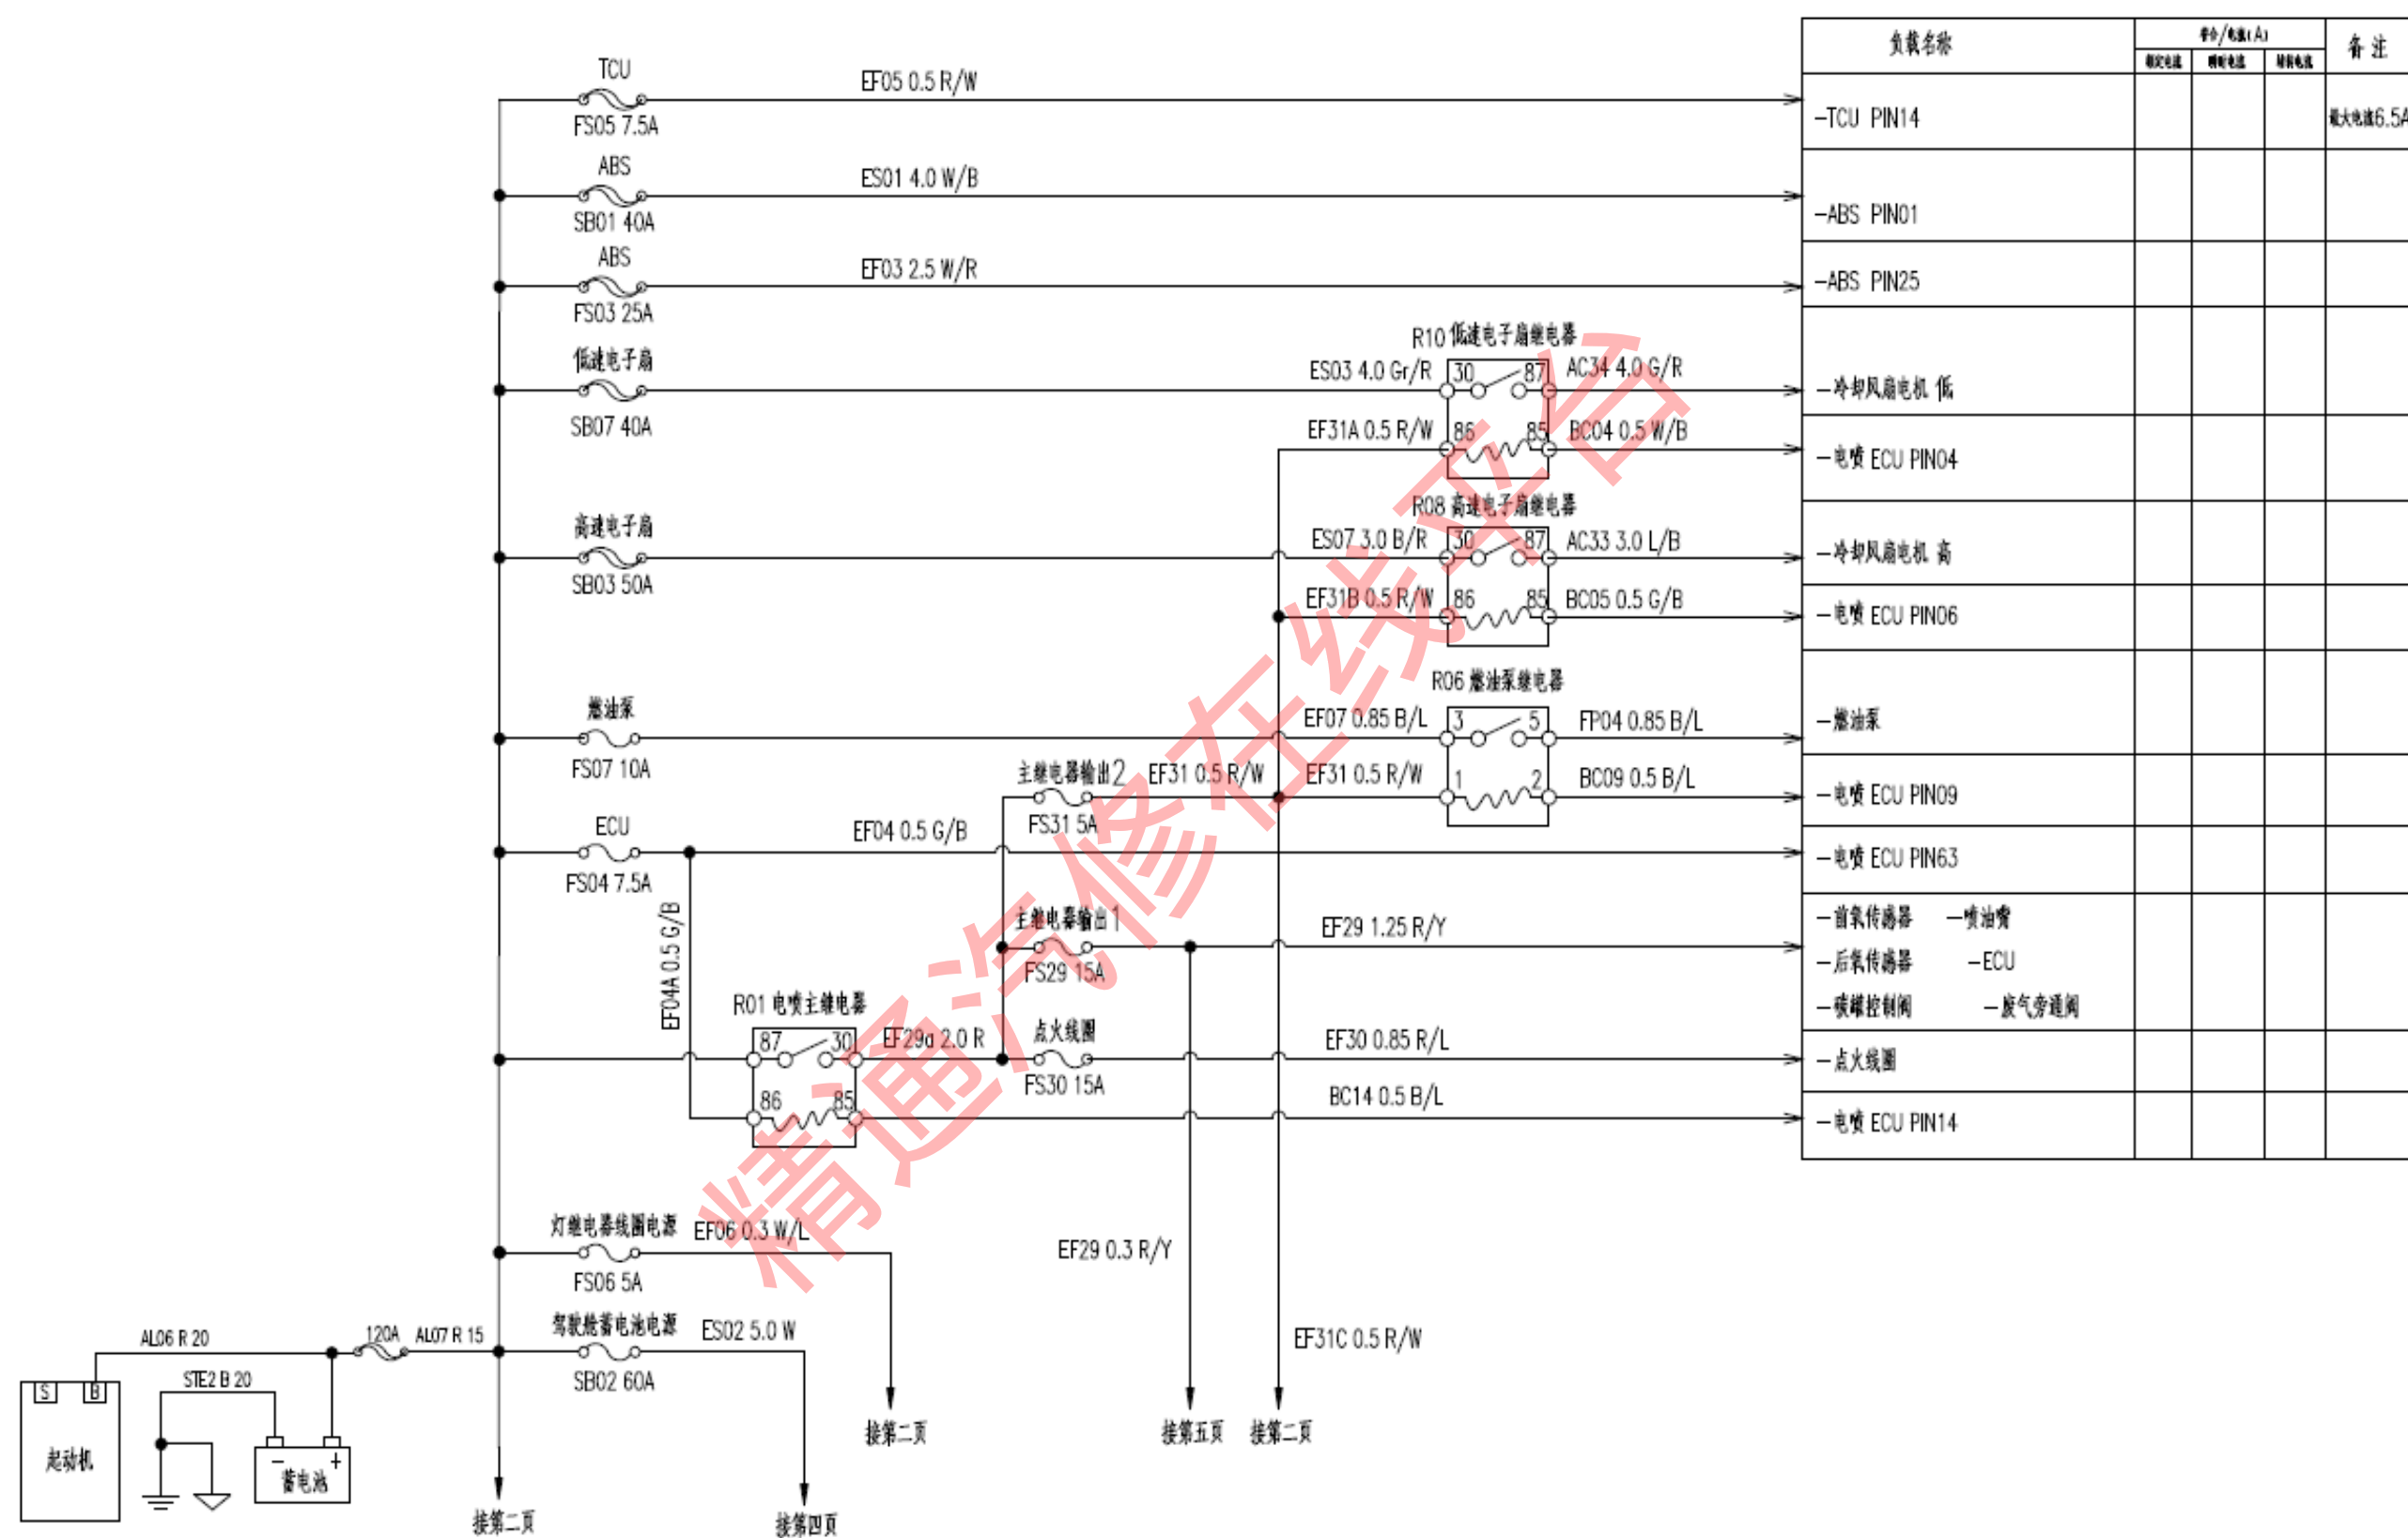 TCU
EF05 0.5 R/W
FS05 7.5A
ABS
ES01 4.0 W/B
SB01 40A
ABS
EF03 2.5 W/R
FS03 25A
低速电子扇
SB07 40A
R10 低速电子扇继电器
ES03 4.0 Gr/R
30
87
AC34 4.0 G/R
EF31A 0.5 R/W
86
85
BC04 0.5 W/B
高速电子扇
SB03 50A
R08 高速电子扇继电器
ES07 3.0 B/R
30
87
AC33 3.0 L/B
EF31B 0.5 R/W
86
85
BC05 0.5 G/B
燃油泵
FS07 10A
R06 燃油泵继电器
EF07 0.85 B/L
3
5
FP04 0.85 B/L
主继电器输出2
EF31 0.5 R/W
FS31 5A
EF31 0.5 R/W
1
2
BC09 0.5 B/L
ECU
EF04 0.5 G/B
FS04 7.5A
EF04A 0.5 G/B
主继电器输出1
FS29 15A
EF29 1.25 R/Y
R01 电喷主继电器
87
30
EF29a 2.0 R
点火线圈
FS30 15A
EF30 0.85 R/L
86
85
BC14 0.5 B/L
灯继电器线圈电源
EF06 0.3 W/L
FS06 5A
EF29 0.3 R/Y
驾驶舱蓄电池电源
ES02 5.0 W
SB02 60A
EF31C 0.5 R/W
AL06 R 20
120A
AL07 R 15
STE2 B 20
S
B
起动机
-
+
蓄电池
接第二页
接第四页
接第二页
接第五页
接第二页
负载名称
备注
额定电流
-TCU PIN14
最大电流6.5A
-ABS PIN01
-ABS PIN25
-冷却风扇电机 低
-电喷 ECU PIN04
-冷却风扇电机 高
-电喷 ECU PIN06
-燃油泵
-电喷 ECU PIN09
-电喷 ECU PIN63
-前氧传感器 -喷油嘴
-后氧传感器 -ECU
-碳罐控制阀 -废气旁通阀
-点火线圈
-电喷 ECU PIN14
精通汽修在线平台